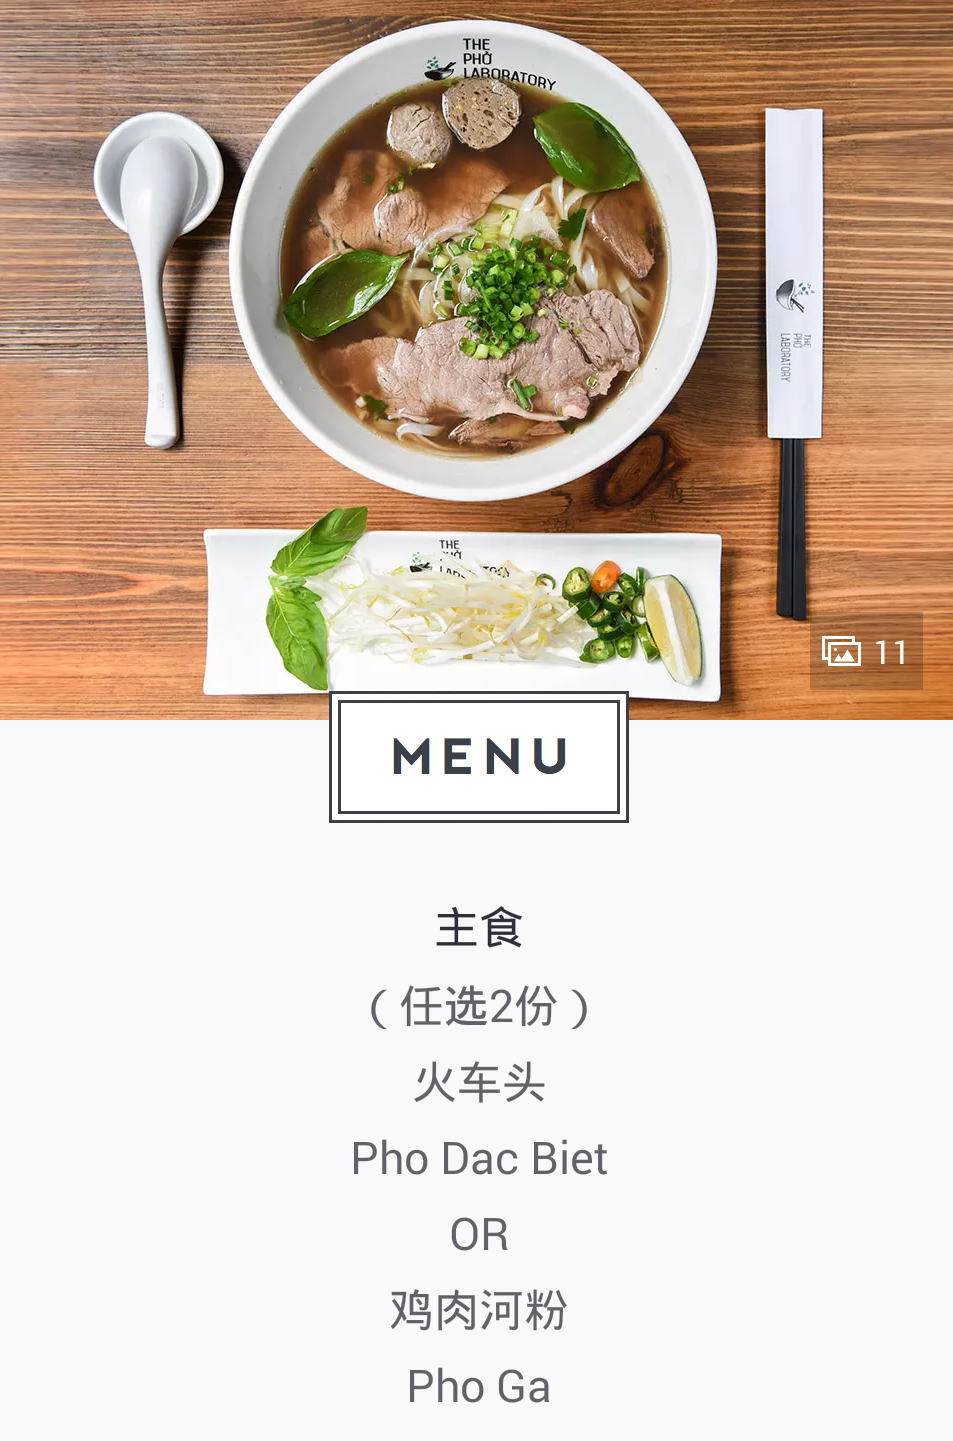 THE
PHỞ
LABORATORY
THE
PHỞ
LABORATORY
THE
PHỞ
LABORATORY
11
MENU
主食
（任选2份）
火车头
Pho Dac Biet
OR
鸡肉河粉
Pho Ga